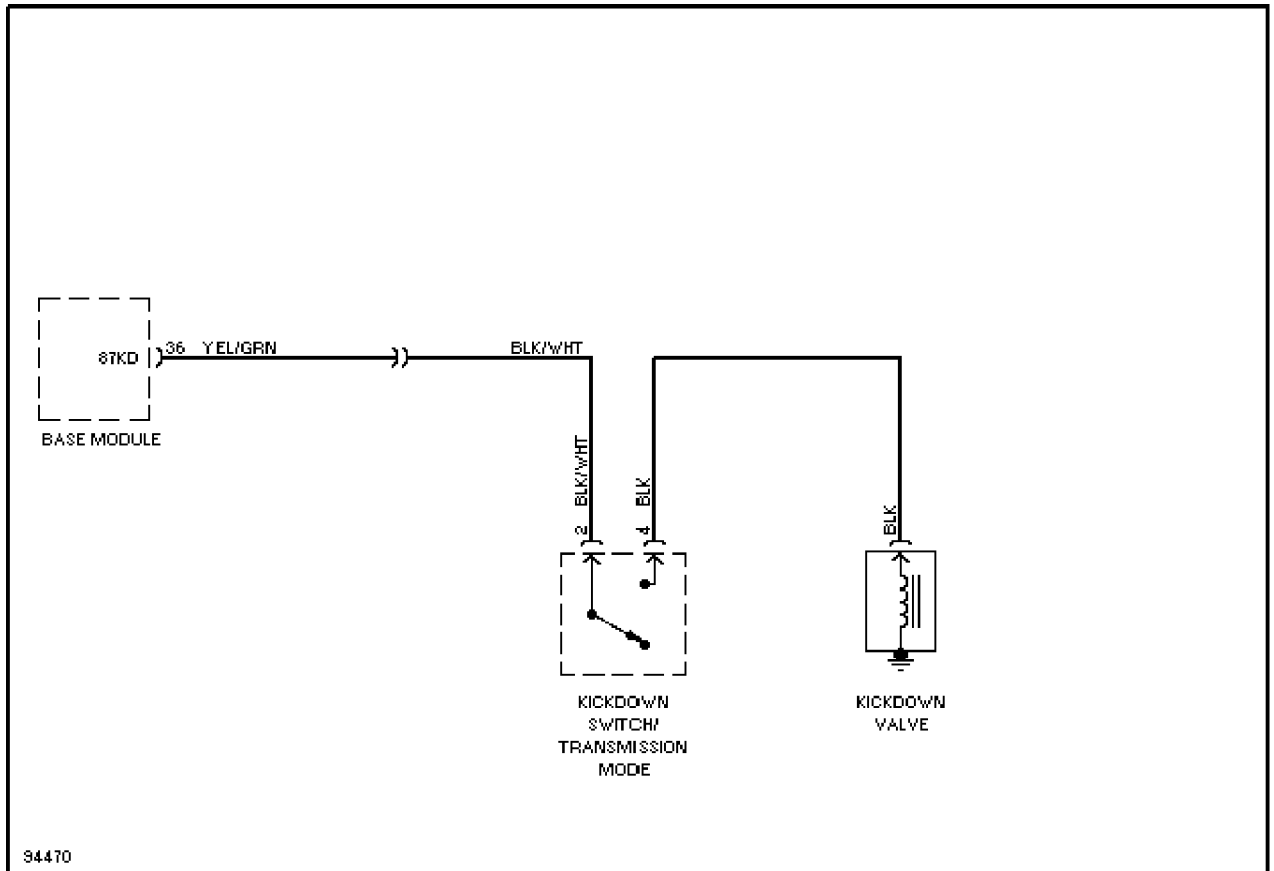 36 YEL/GRN
BLK/WHT
87KD
BASE MODULE
2 BLK/WHT
4 BLK
BLK
KICKDOWN
SWITCH/
TRANSMISSION
MODE
KICKDOWN
VALVE
94470